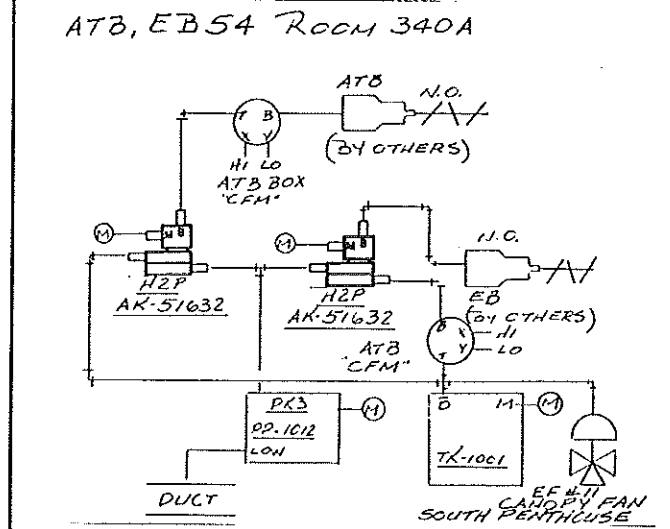 ATB, EB54 ROOM 340A
ATB
N.O.
T B
X Y
HI LO
(BY OTHERS)
ATB BOX
"CFM"
M
M B
H2P
AK-51632
M
M B
H2P
AK-51632
N.O.
EB
(BY OTHERS)
B X HI
T Y LO
ATB
"CFM"
PK3
PP-1012
LOW
M
O M M
TK-1001
DUCT
EF #11
CANOPY FAN
SOUTH PENTHOUSE